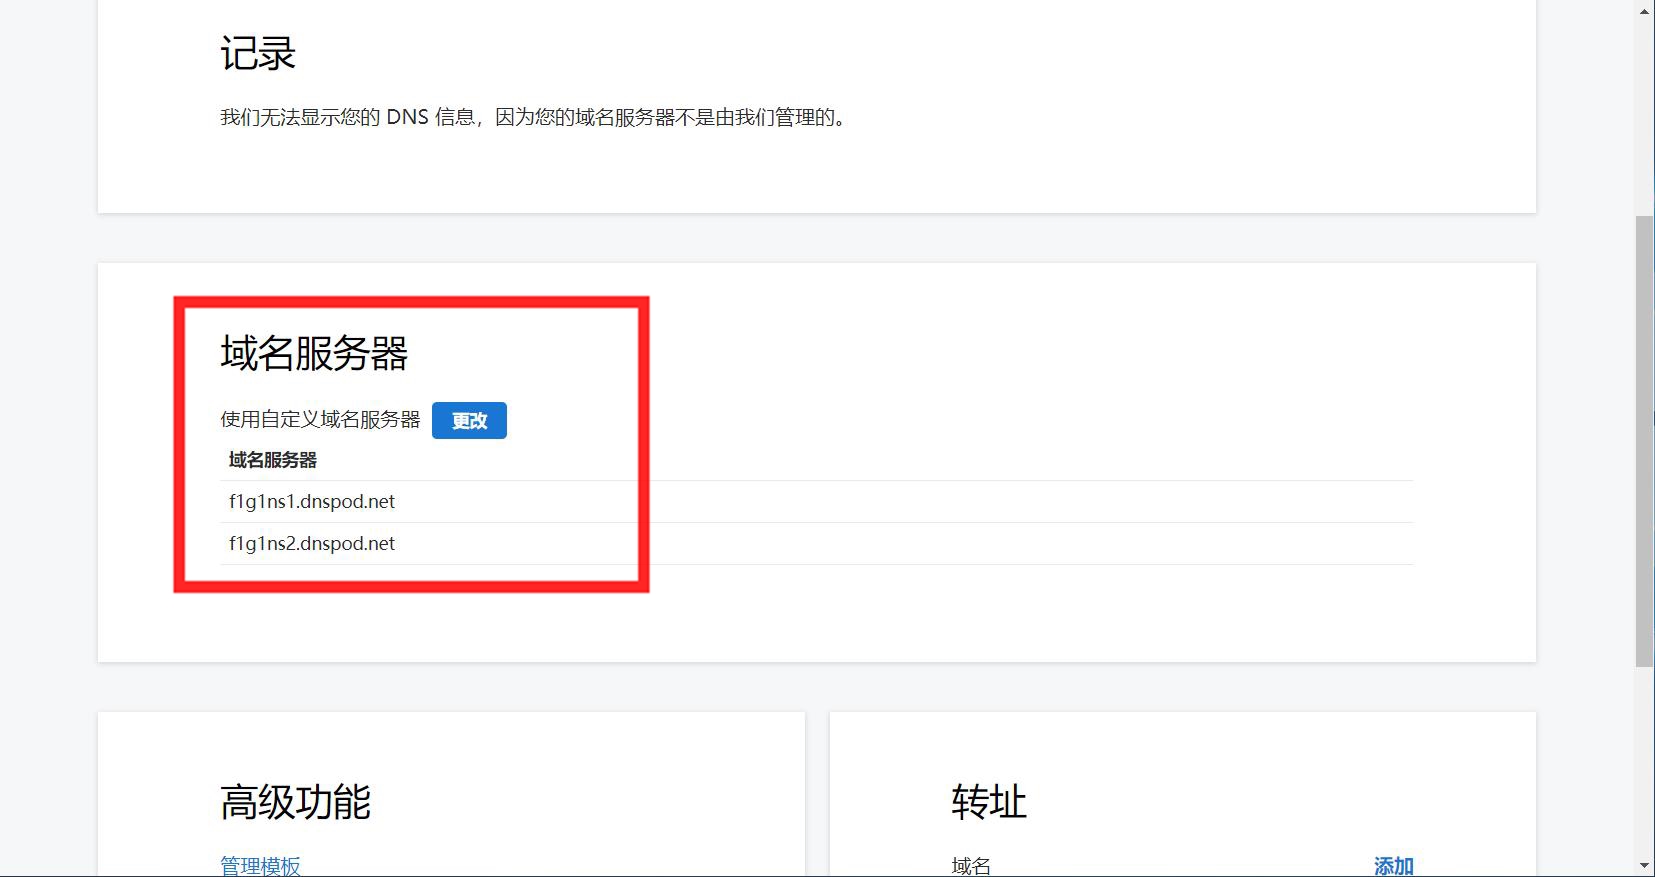 记录
我们无法显示您的 DNS 信息，因为您的域名服务器不是由我们管理的。
域名服务器
使用自定义域名服务器 更改
域名服务器
f1g1ns1.dnspod.net
f1g1ns2.dnspod.net
高级功能
管理模板
转址
域名 添加